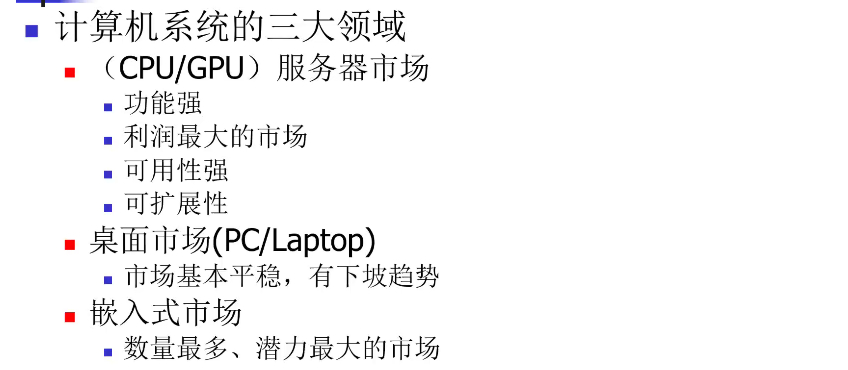 计算机系统的三大领域
（CPU/GPU）服务器市场
功能强
利润最大的市场
可用性强
可扩展性
桌面市场(PC/Laptop)
市场基本平稳，有下坡趋势
嵌入式市场
数量最多、潜力最大的市场